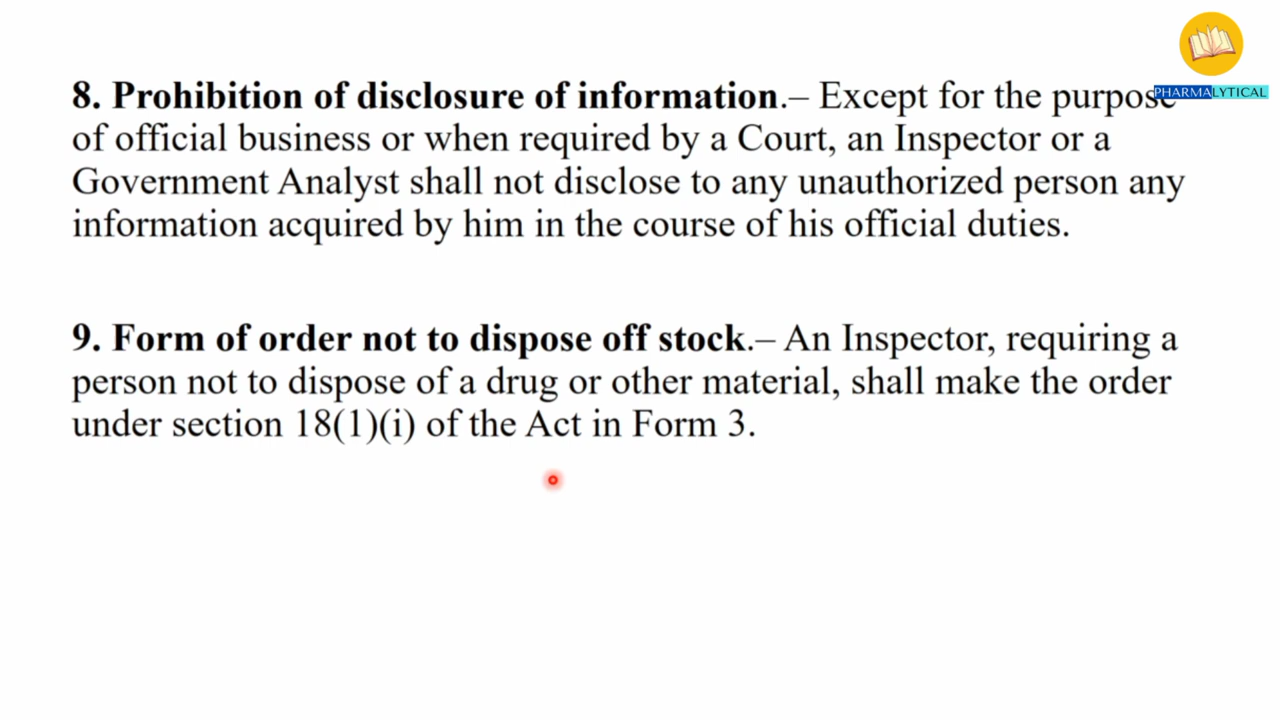 8. Prohibition of disclosure of information.– Except for the purpose
of official business or when required by a Court, an Inspector or a
Government Analyst shall not disclose to any unauthorized person any
information acquired by him in the course of his official duties.
9. Form of order not to dispose off stock.– An Inspector, requiring a
person not to dispose of a drug or other material, shall make the order
under section 18(1)(i) of the Act in Form 3.
PHARMALYTICAL